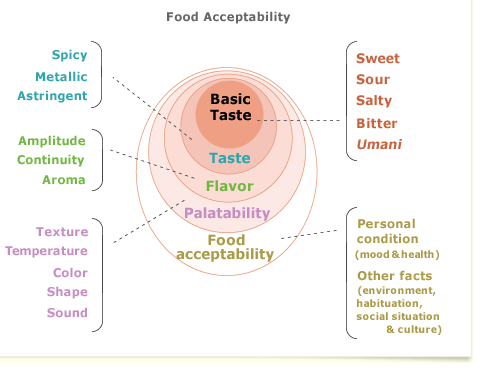 Food Acceptability
Spicy
Metallic
Astringent
Amplitude
Continuity
Aroma
Texture
Temperature
Color
Shape
Sound
Basic
Taste
Taste
Flavor
Palatability
Food
acceptability
Sweet
Sour
Salty
Bitter
Umani
Personal
condition
(mood & health)
Other facts
(environment,
habituation,
social situation
& culture)